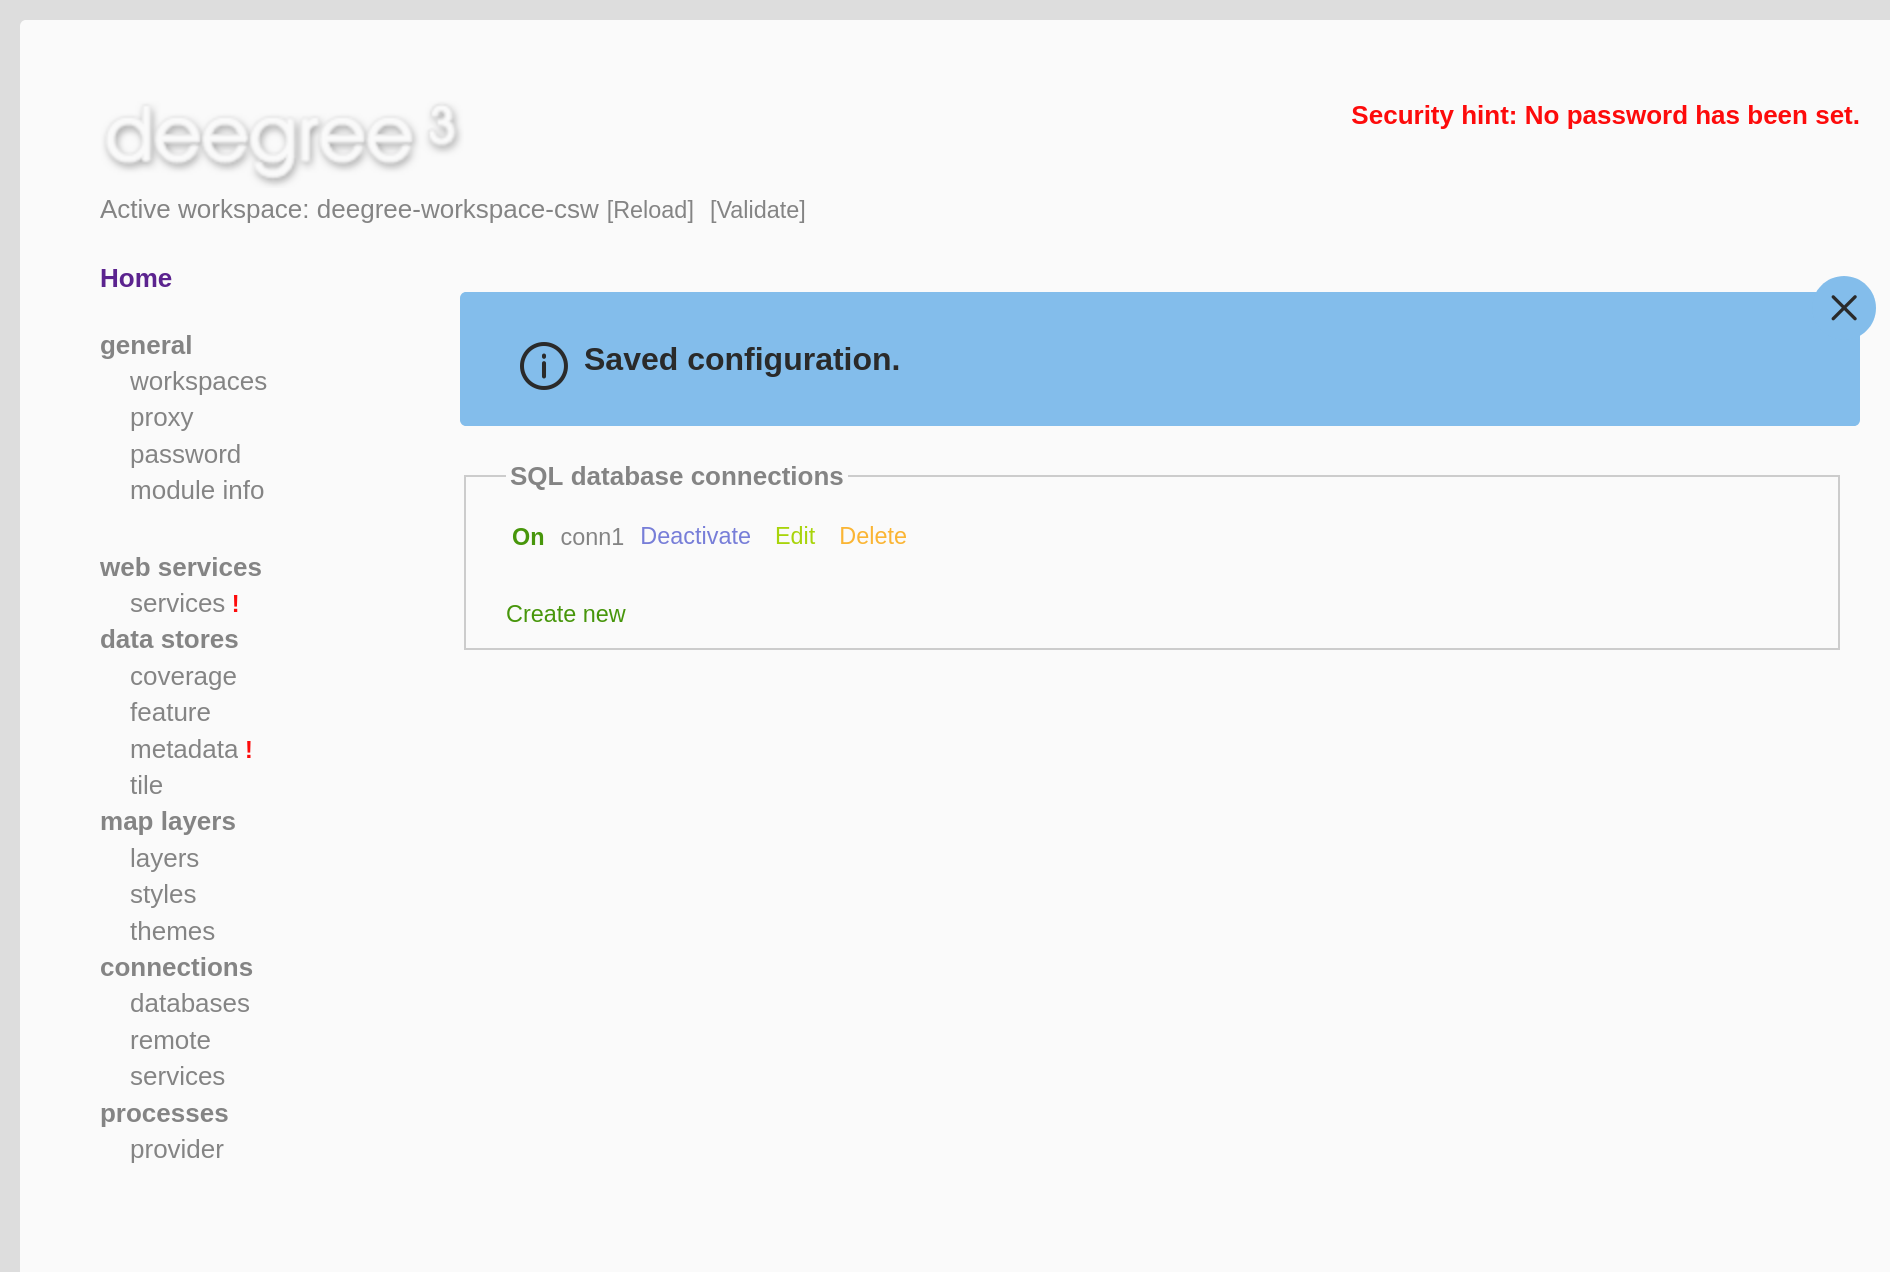 deegree 3
Security hint: No password has been set.
Active workspace: deegree-workspace-csw [Reload] [Validate]
Home
general
workspaces
proxy
password
module info
web services
services !
data stores
coverage
feature
metadata !
tile
map layers
layers
styles
themes
connections
databases
remote
services
processes
provider
Saved configuration.
SQL database connections
On conn1 Deactivate Edit Delete
Create new